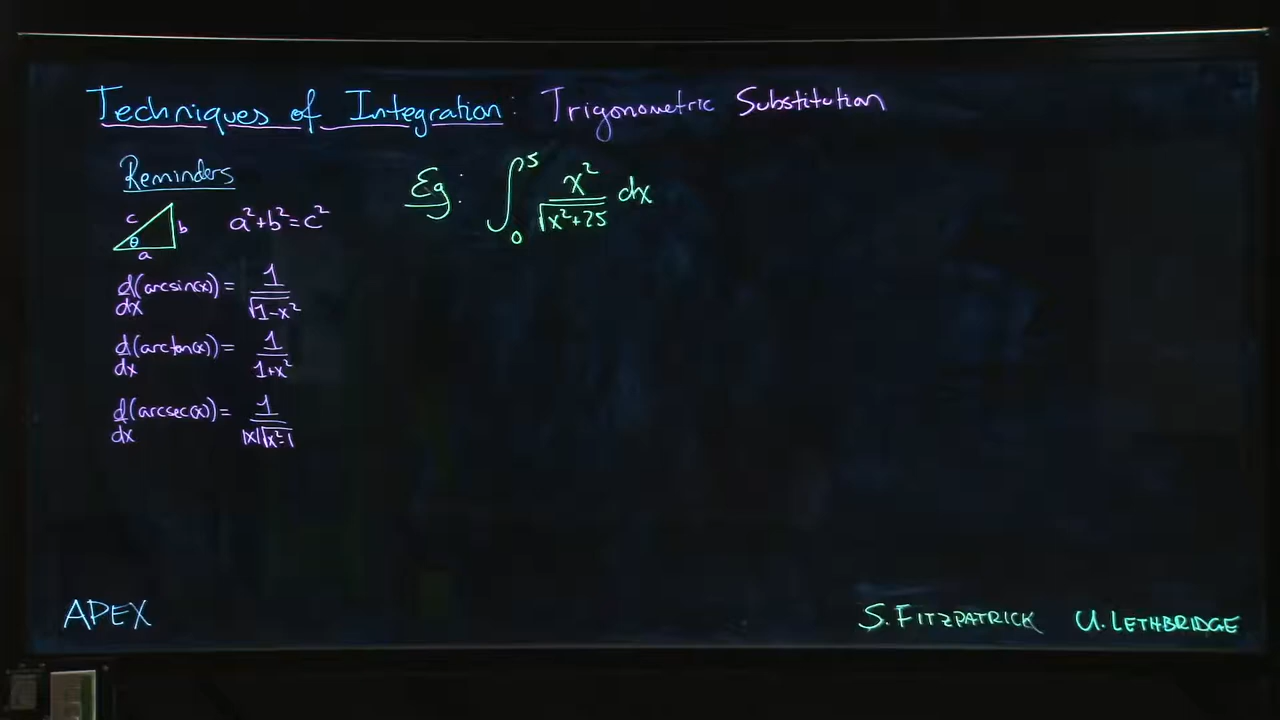 Techniques of Integration: Trigonometric Substitution
Reminders
c b θ a
a²+b²=c²
d/dx (arcsin(x)) = 1/√(1-x²)
d/dx (arctan(x)) = 1/(1+x²)
d/dx (arcsec(x)) = 1/(|x|√(x²-1))
Eg: ∫₀⁵ x²/√(x²+25) dx
APEX
S. FITZPATRICK U. LETHBRIDGE